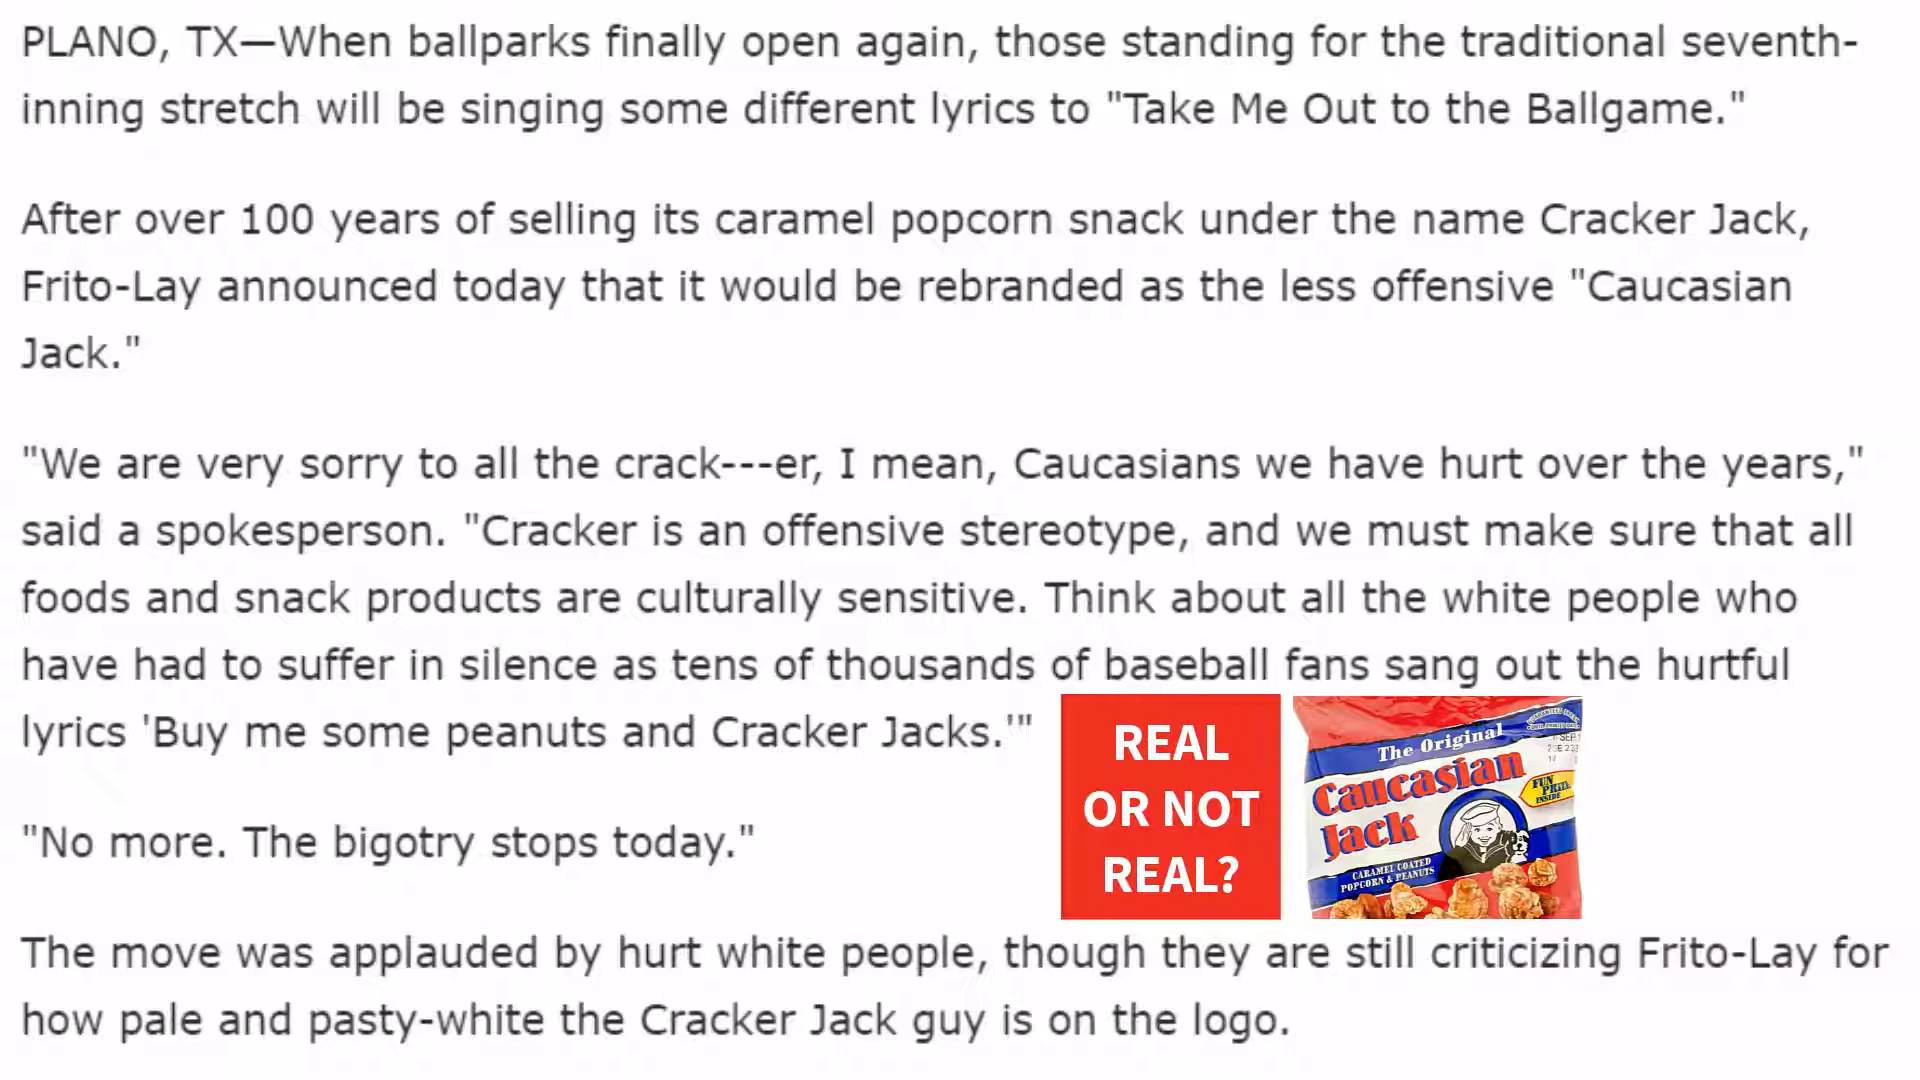 PLANO, TX—When ballparks finally open again, those standing for the traditional seventh-
inning stretch will be singing some different lyrics to "Take Me Out to the Ballgame."
After over 100 years of selling its caramel popcorn snack under the name Cracker Jack,
Frito-Lay announced today that it would be rebranded as the less offensive "Caucasian
Jack."
"We are very sorry to all the crack---er, I mean, Caucasians we have hurt over the years,"
said a spokesperson. "Cracker is an offensive stereotype, and we must make sure that all
foods and snack products are culturally sensitive. Think about all the white people who
have had to suffer in silence as tens of thousands of baseball fans sang out the hurtful
lyrics 'Buy me some peanuts and Cracker Jacks.'"
REAL
OR NOT
REAL?
The Original
Caucasian
Jack
FUN
PRIZE
INSIDE
CARAMEL COATED
POPCORN & PEANUTS
"No more. The bigotry stops today."
The move was applauded by hurt white people, though they are still criticizing Frito-Lay for
how pale and pasty-white the Cracker Jack guy is on the logo.